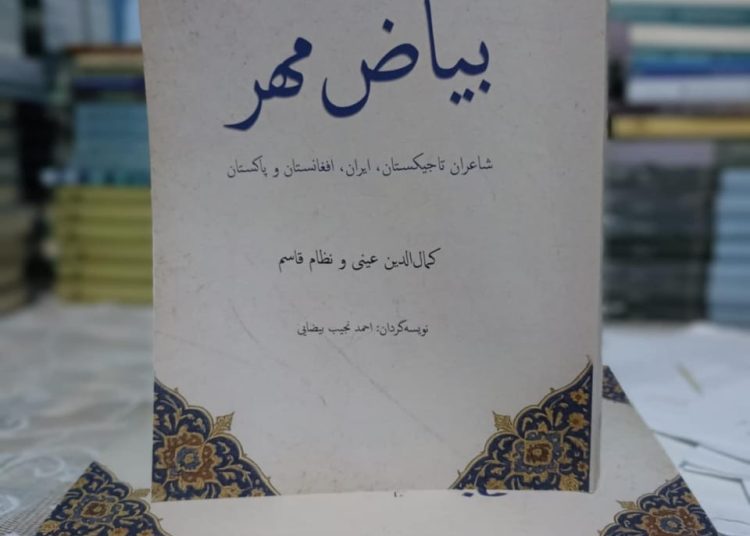 بیاض مهر
شاعران تاجیکستان، ایران، افغانستان و پاکستان
کمال‌الدین عینی و نظام قاسم
نویسه‌گردان: احمد نجیب بیضایی